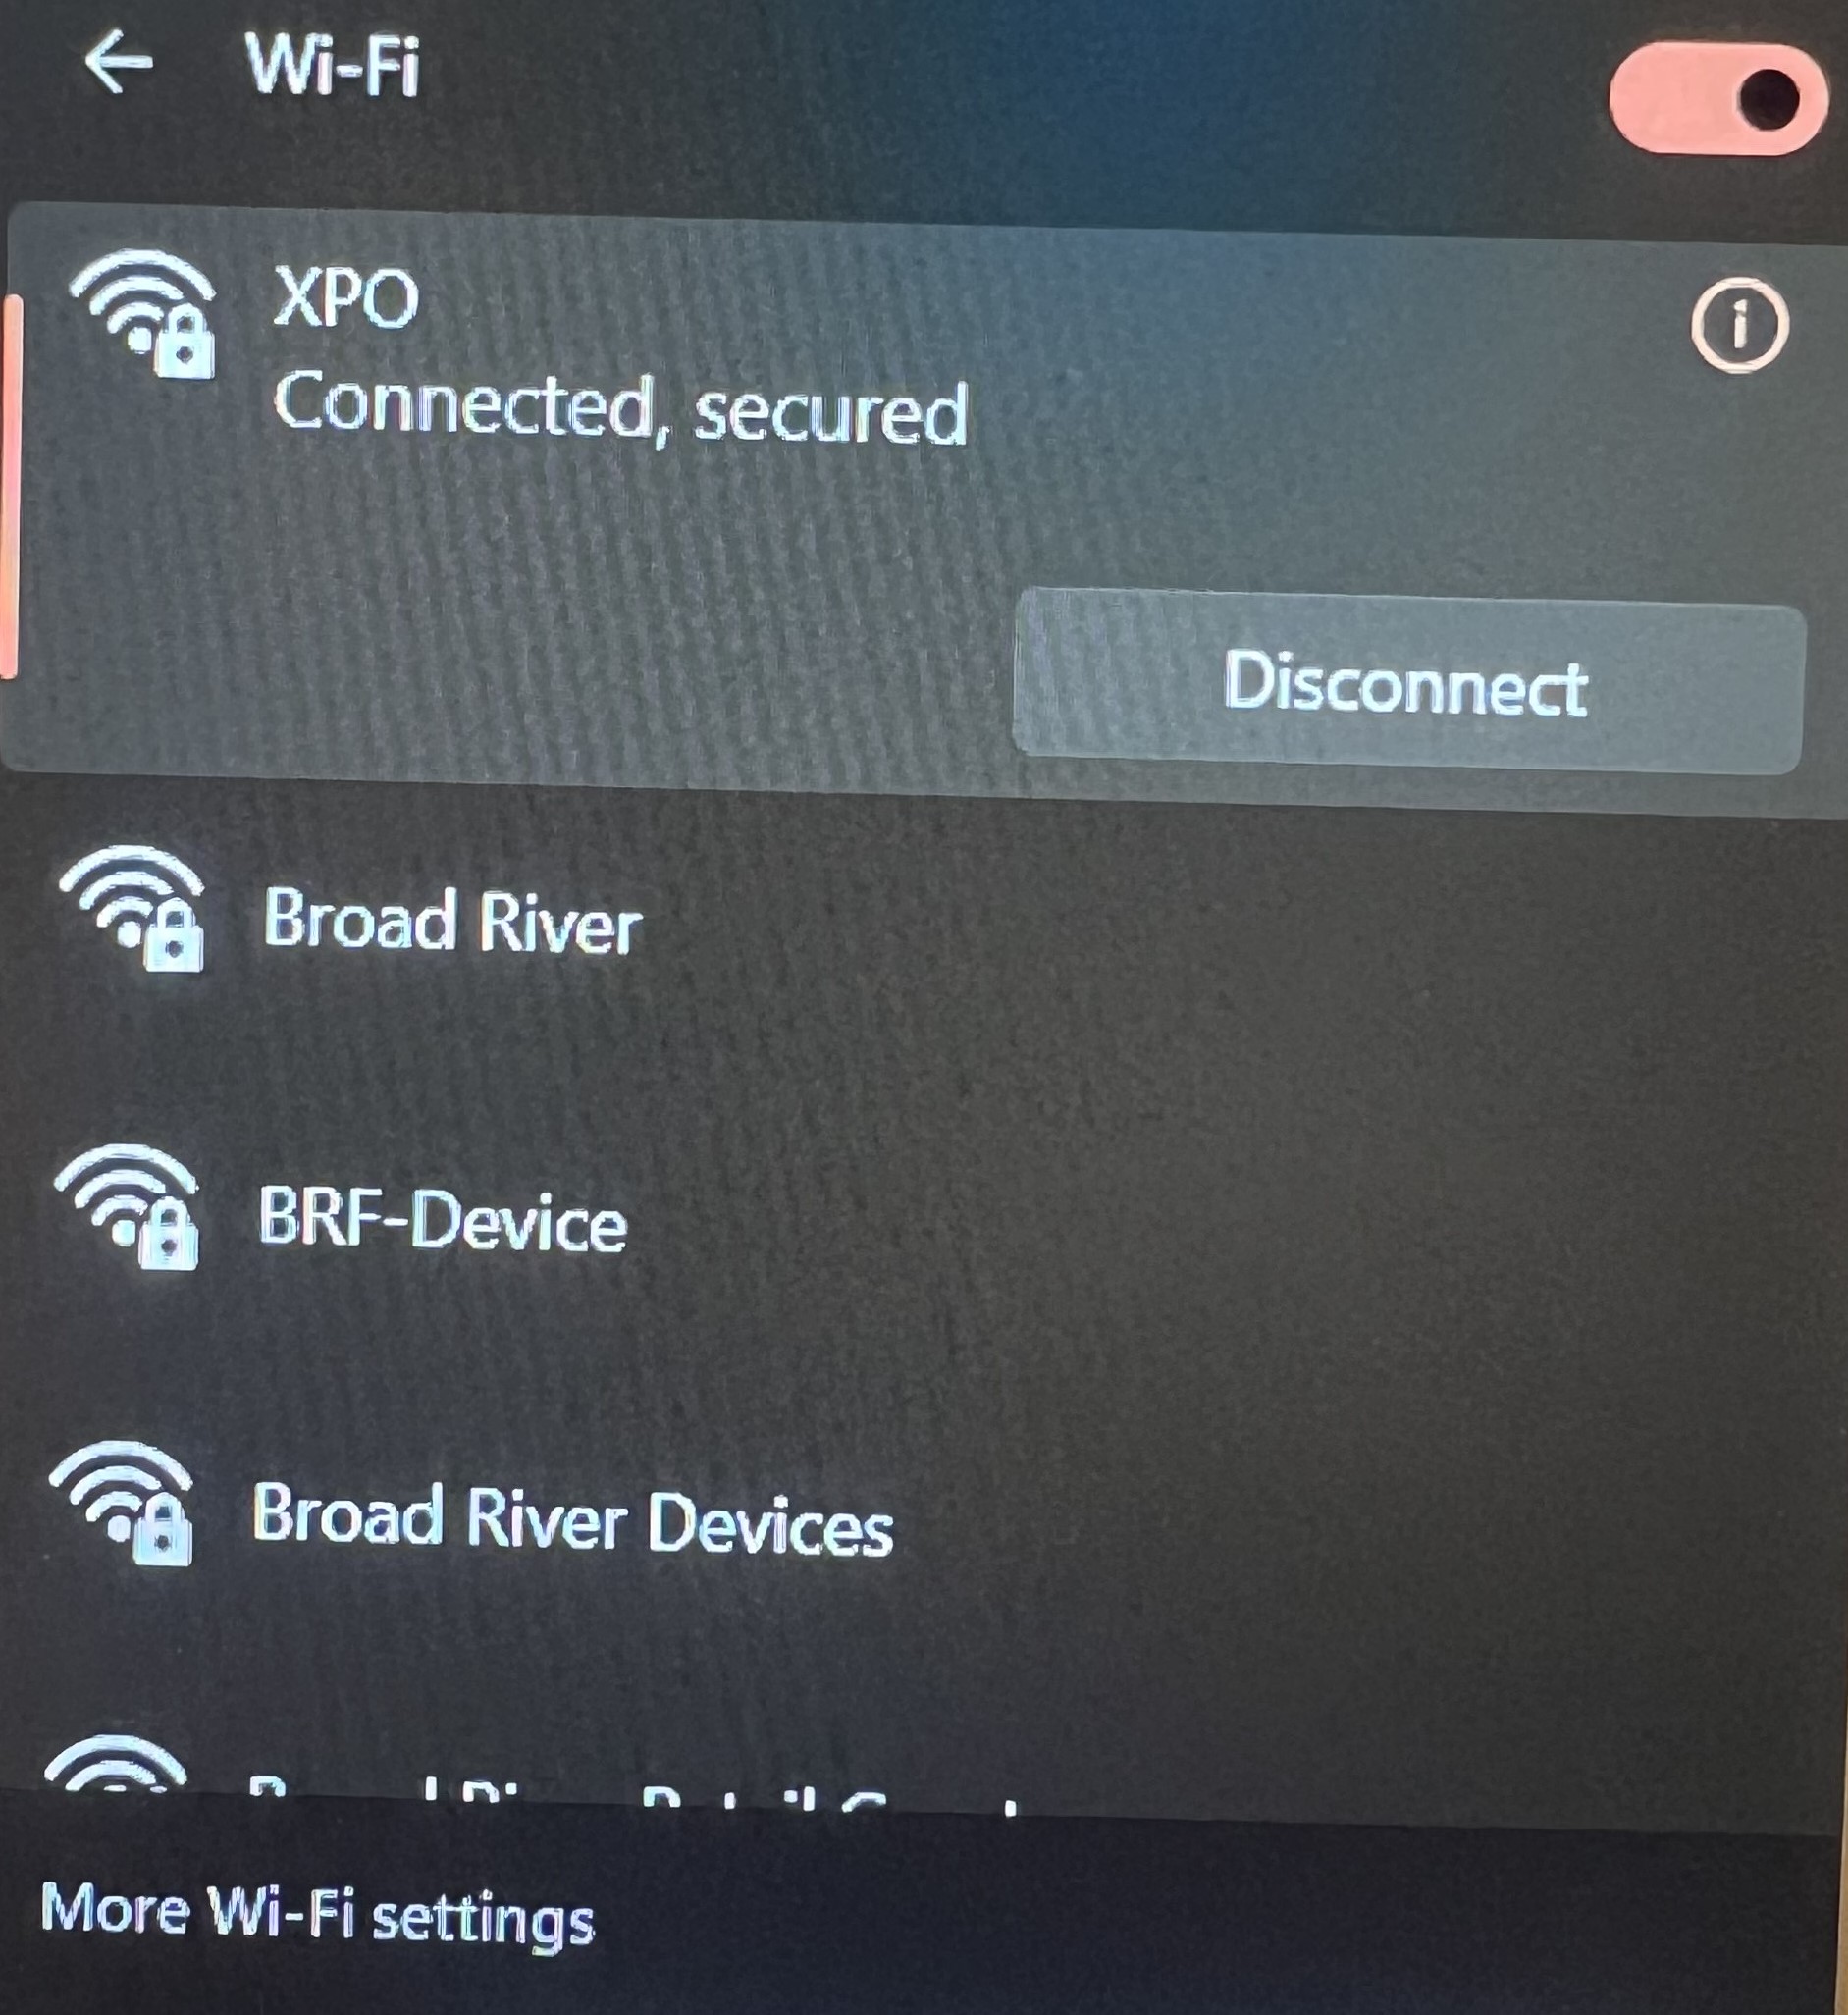 Wi-Fi
XPO
Connected, secured
Disconnect
Broad River
BRF-Device
Broad River Devices
More Wi-Fi settings